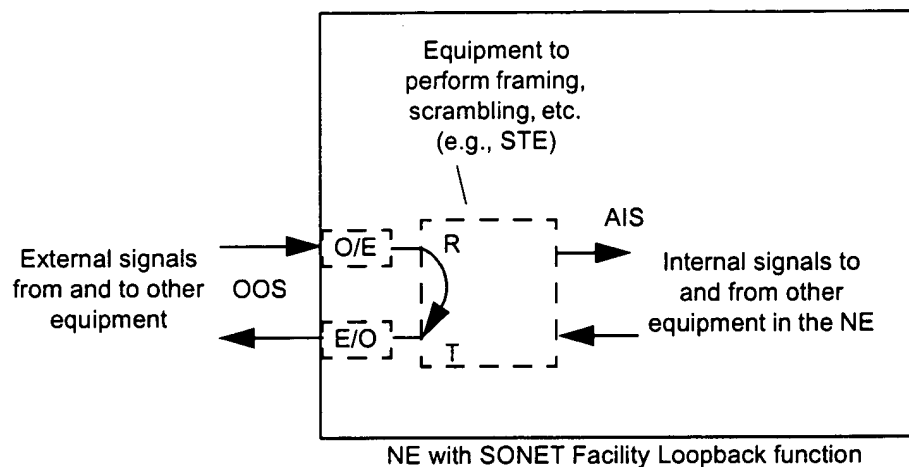 Equipment to
perform framing,
scrambling, etc.
(e.g., STE)
AIS
O/E
R
External signals
from and to other
equipment
OOS
Internal signals to
and from other
equipment in the NE
E/O
T
NE with SONET Facility Loopback function